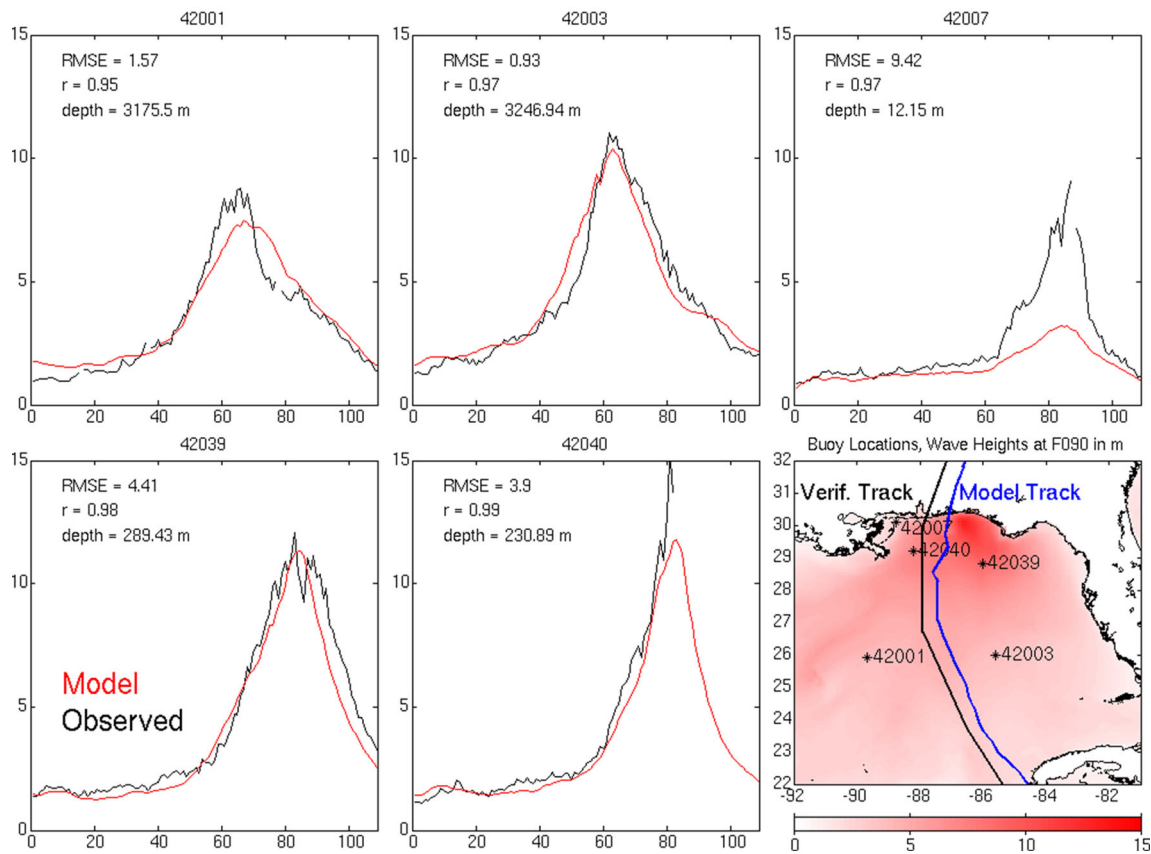 42001
15
10
5
0
RMSE = 1.57
r = 0.95
depth = 3175.5 m
0 20 40 60 80 100
42003
15
10
5
0
RMSE = 0.93
r = 0.97
depth = 3246.94 m
0 20 40 60 80 100
42007
15
10
5
0
RMSE = 9.42
r = 0.97
depth = 12.15 m
0 20 40 60 80 100
42039
15
10
5
0
RMSE = 4.41
r = 0.98
depth = 289.43 m
Model
Observed
0 20 40 60 80 100
42040
15
10
5
0
RMSE = 3.9
r = 0.99
depth = 230.89 m
0 20 40 60 80 100
Buoy Locations, Wave Heights at F090 in m
32
31
30
29
28
27
26
25
24
23
22
Verif. Track
Model Track
*42007
*42040
*42039
*42001
*42003
-92 -90 -88 -86 -84 -82
0 5 10 15